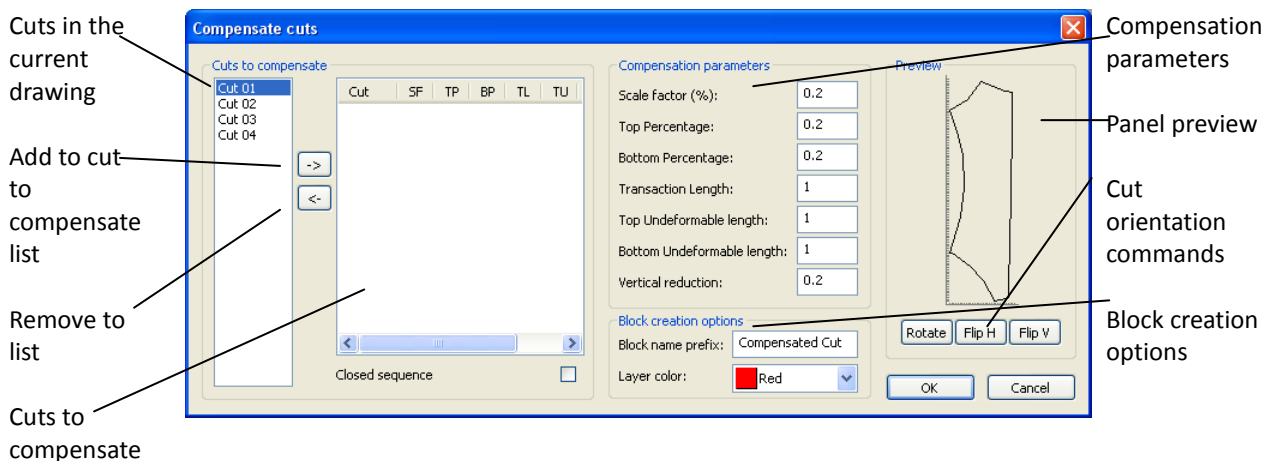 Cuts in the
current
drawing
Add to cut
to
compensate
list
Remove to
list
Cuts to
compensate
Compensate cuts
Cuts to compensate
Cut 01
Cut 02
Cut 03
Cut 04
->
<-
Cut SF TP BP TL TU
Closed sequence
Compensation parameters
Scale factor (%): 0.2
Top Percentage: 0.2
Bottom Percentage: 0.2
Transaction Length: 1
Top Undeformable length: 1
Bottom Undeformable length: 1
Vertical reduction: 0.2
Block creation options
Block name prefix: Compensated Cut
Layer color: Red
Preview
Rotate Flip H Flip V
OK Cancel
Compensation
parameters
Panel preview
Cut
orientation
commands
Block creation
options